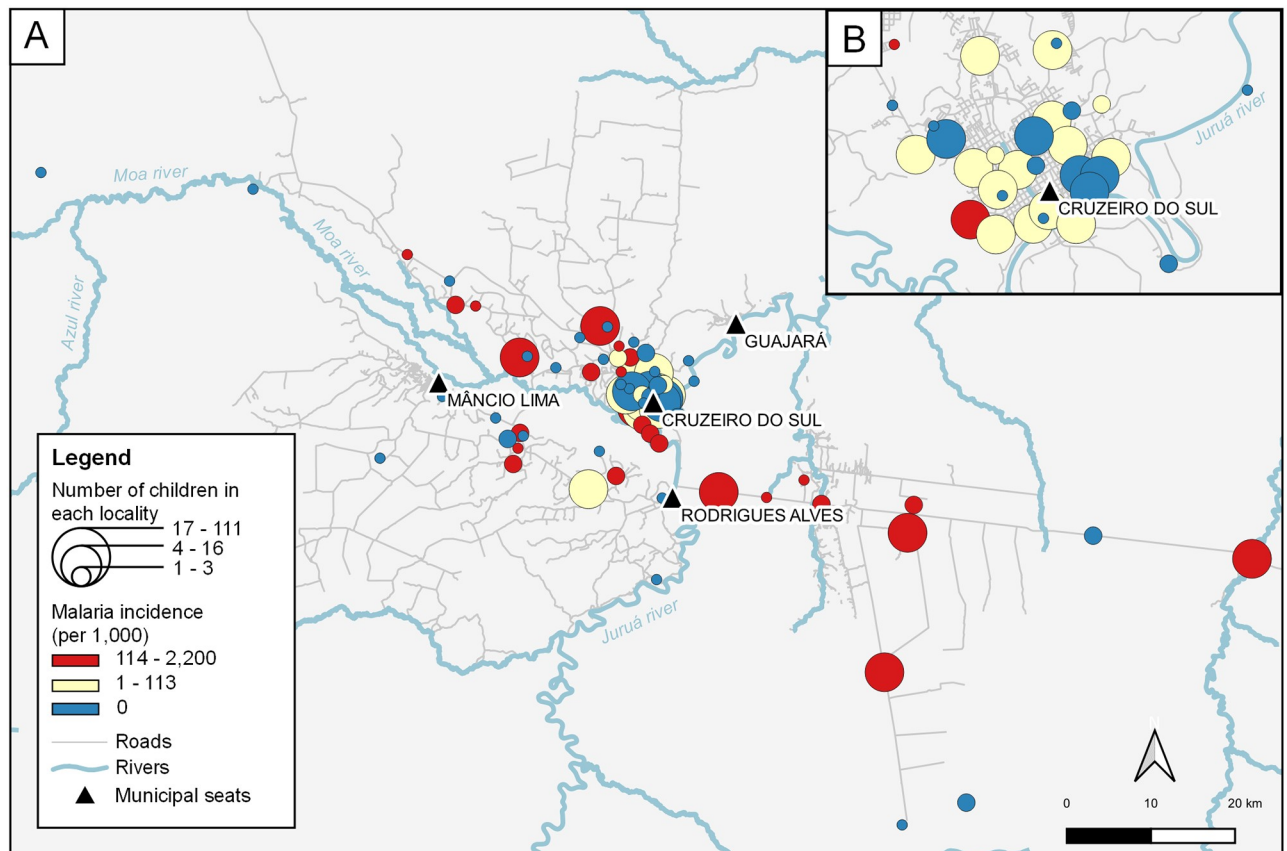 A
B
Moa river
Moa river
Azul river
Juruá river
CRUZEIRO DO SUL
GUAJARÁ
MÂNCIO LIMA
CRUZEIRO DO SUL
RODRIGUES ALVES
Juruá river
Legend
Number of children in
each locality
17 - 111
4 - 16
1 - 3
Malaria incidence
(per 1,000)
114 - 2,200
1 - 113
0
Roads
Rivers
Municipal seats
N
0 10 20 km